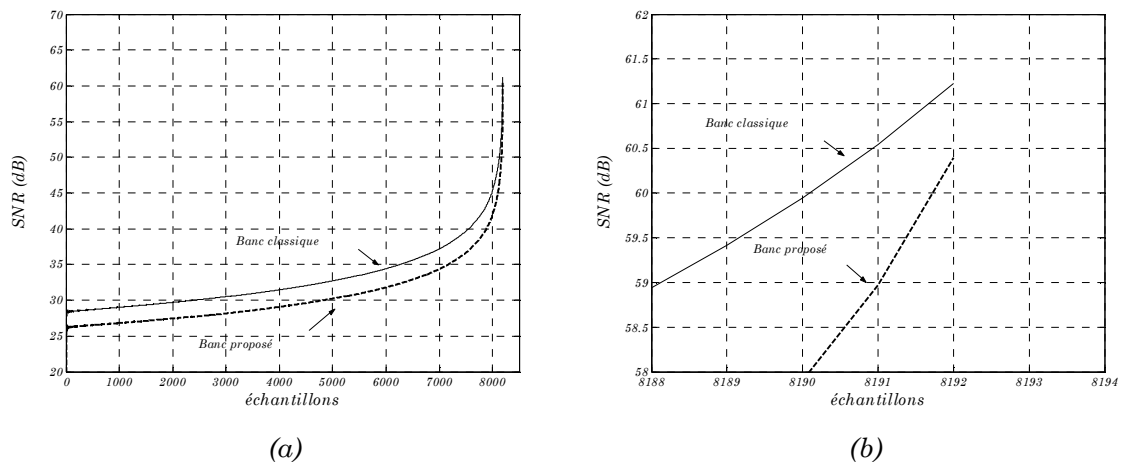 70
65
60
55
50
45
40
35
30
25
20
SNR (dB)
Banc classique
Banc proposé
0 1000 2000 3000 4000 5000 6000 7000 8000
échantillons
(a)
62
61.5
61
60.5
60
59.5
59
58.5
58
SNR (dB)
Banc classique
Banc proposé
8188 8189 8190 8191 8192 8193 8194
échantillons
(b)